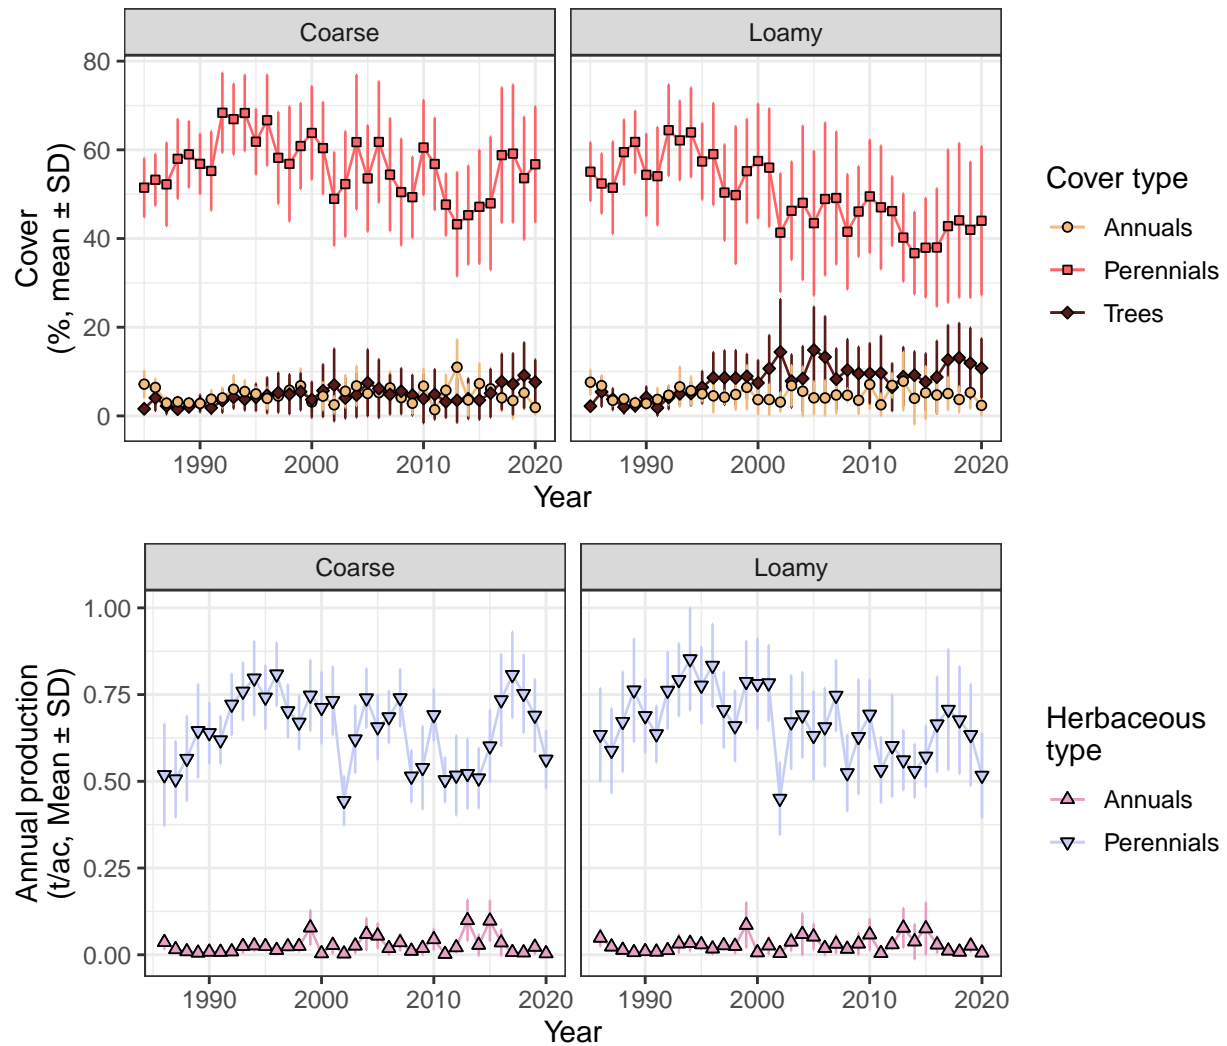 Coarse
Loamy
80
60
40
20
0
Cover
(%, mean ± SD)
1990
2000
2010
2020
1990
2000
2010
2020
Year
Cover type
Annuals
Perennials
Trees
Coarse
Loamy
1.00
0.75
0.50
0.25
0.00
Annual production
(t/ac, Mean ± SD)
1990
2000
2010
2020
1990
2000
2010
2020
Year
Herbaceous
type
Annuals
Perennials